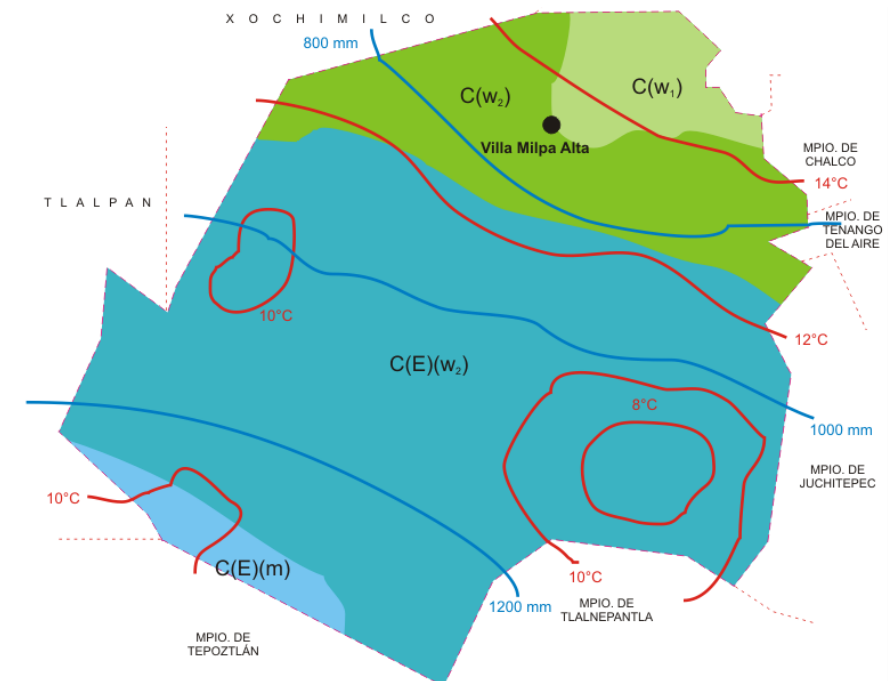 X O C H I M I L C O
800 mm
C(w₂)
C(w₁)
Villa Milpa Alta
MPIO. DE
CHALCO
14°C
T L A L P A N
MPIO. DE
TENANGO
DEL AIRE
10°C
12°C
C(E)(w₂)
8°C
1000 mm
MPIO. DE
JUCHITEPEC
10°C
C(E)(m)
10°C
1200 mm
MPIO. DE
TLALNEPANTLA
MPIO. DE
TEPOZTLÁN